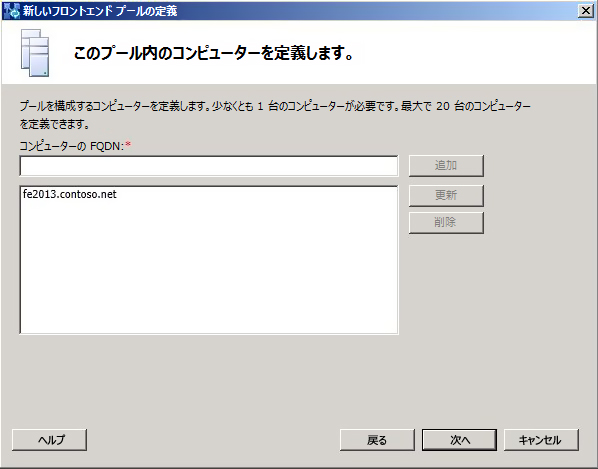 新しいフロントエンド プールの定義
このプール内のコンピューターを定義します。
プールを構成するコンピューターを定義します。少なくとも 1 台のコンピューターが必要です。最大で 20 台のコンピューター
を定義できます。
コンピューターの FQDN:*
追加
fe2013.contoso.net
更新
削除
ヘルプ
戻る
次へ
キャンセル